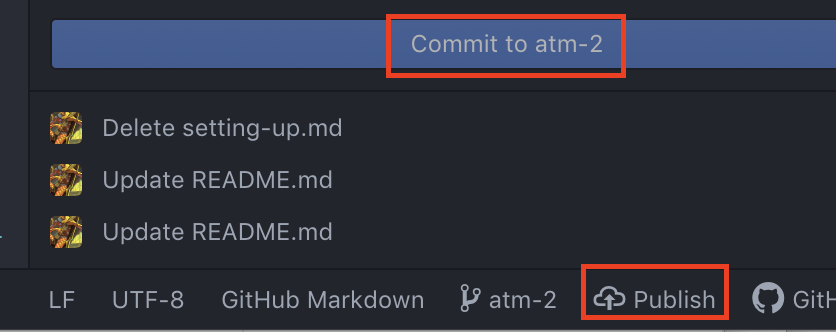 Commit to atm-2
Delete setting-up.md
Update README.md
Update README.md
LF UTF-8 GitHub Markdown atm-2 Publish GitH